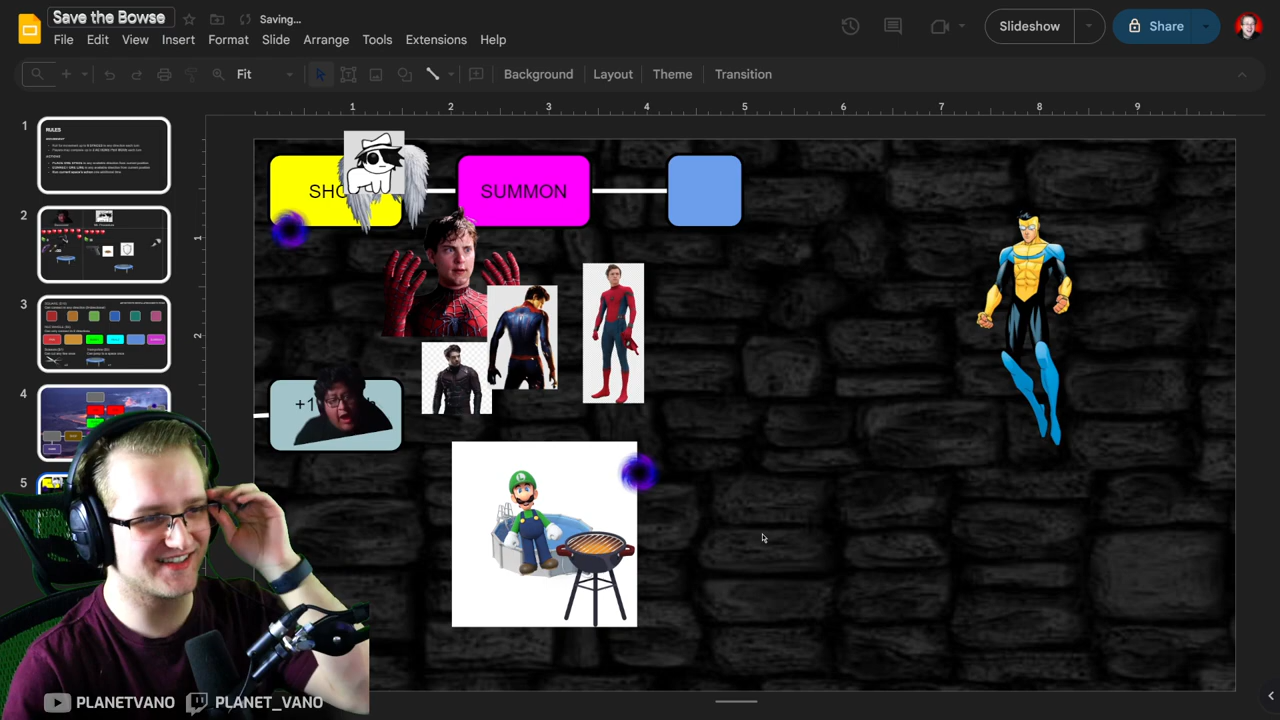 Save the Bowse
Saving...
File Edit View Insert Format Slide Arrange Tools Extensions Help
Slideshow
Share
Fit
Background
Layout
Theme
Transition
1 2 3 4 5 6 7 8 9
1
2
1
2
3
4
5
RULES
SHO
SUMMON
+1
L
PLANETVANO
PLANET_VANO